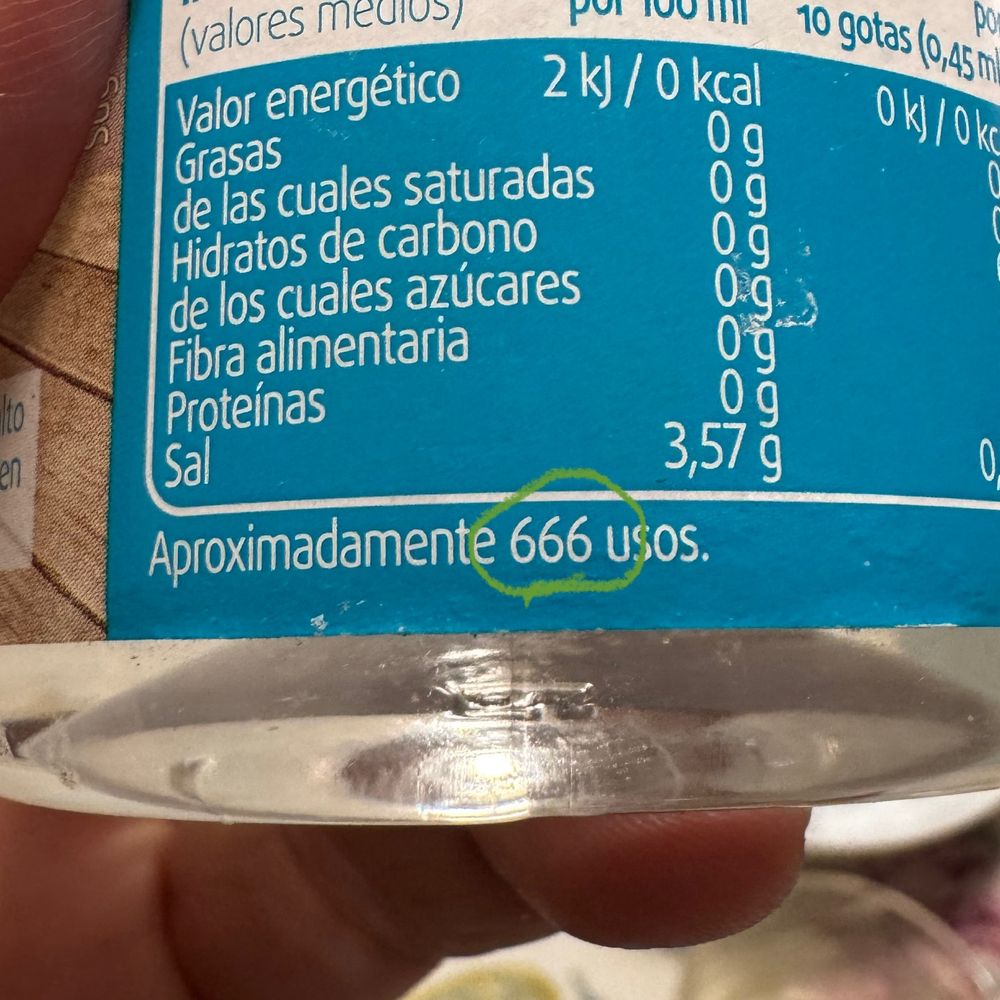 (valores medios)
por 100 ml
10 gotas (0,45 ml
Valor energético 2 kJ / 0 kcal 0 kJ / 0 kc
Grasas 0 g
de las cuales saturadas 0 g
Hidratos de carbono 0 g
de los cuales azúcares 0 g
Fibra alimentaria 0 g
Proteínas 0 g
Sal 3,57 g 0,
Aproximadamente 666 usos.
en